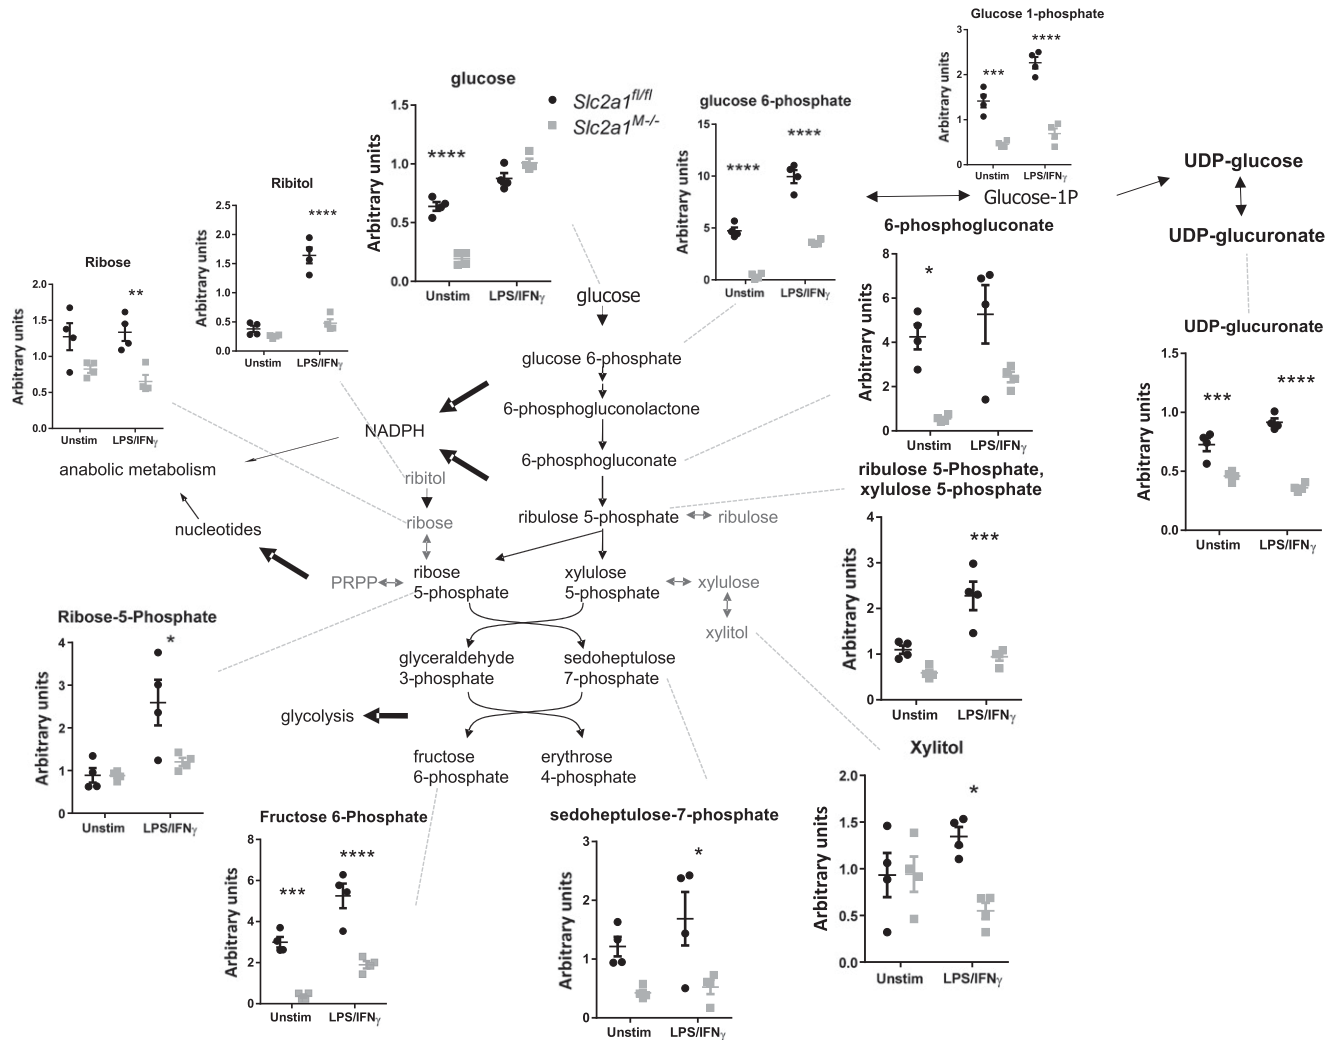 Glucose 1-phosphate
3
2
1
0
Arbitrary units
***
****
Unstim
LPS/IFNγ
glucose
1.5
1.0
0.5
0.0
Arbitrary units
****
Unstim
LPS/IFNγ
Slc2a1fl/fl
Slc2a1M-/-
glucose 6-phosphate
15
10
5
0
Arbitrary units
****
****
Unstim
LPS/IFNγ
Glucose-1P
UDP-glucose
UDP-glucuronate
Ribitol
2.5
2.0
1.5
1.0
0.5
0.0
Arbitrary units
****
Unstim
LPS/IFNγ
Ribose
2.0
1.5
1.0
0.5
0.0
Arbitrary units
**
Unstim
LPS/IFNγ
6-phosphogluconate
8
6
4
2
0
Arbitrary units
*
Unstim
LPS/IFNγ
UDP-glucuronate
1.5
1.0
0.5
0.0
Arbitrary units
***
****
Unstim
LPS/IFNγ
glucose
glucose 6-phosphate
6-phosphogluconolactone
NADPH
6-phosphogluconate
anabolic metabolism
ribitol
ribulose 5-phosphate
ribulose
ribose
nucleotides
PRPP
ribose
5-phosphate
xylulose
5-phosphate
xylulose
xylitol
glyceraldehyde
3-phosphate
sedoheptulose
7-phosphate
glycolysis
fructose
6-phosphate
erythrose
4-phosphate
ribulose 5-Phosphate,
xylulose 5-phosphate
4
3
2
1
0
Arbitrary units
***
Unstim
LPS/IFNγ
Ribose-5-Phosphate
4
3
2
1
0
Arbitrary units
*
Unstim
LPS/IFNγ
Fructose 6-Phosphate
8
6
4
2
0
Arbitrary units
***
****
Unstim
LPS/IFNγ
sedoheptulose-7-phosphate
3
2
1
0
Arbitrary units
*
Unstim
LPS/IFNγ
Xylitol
2.0
1.5
1.0
0.5
0.0
Arbitrary units
*
Unstim
LPS/IFNγ